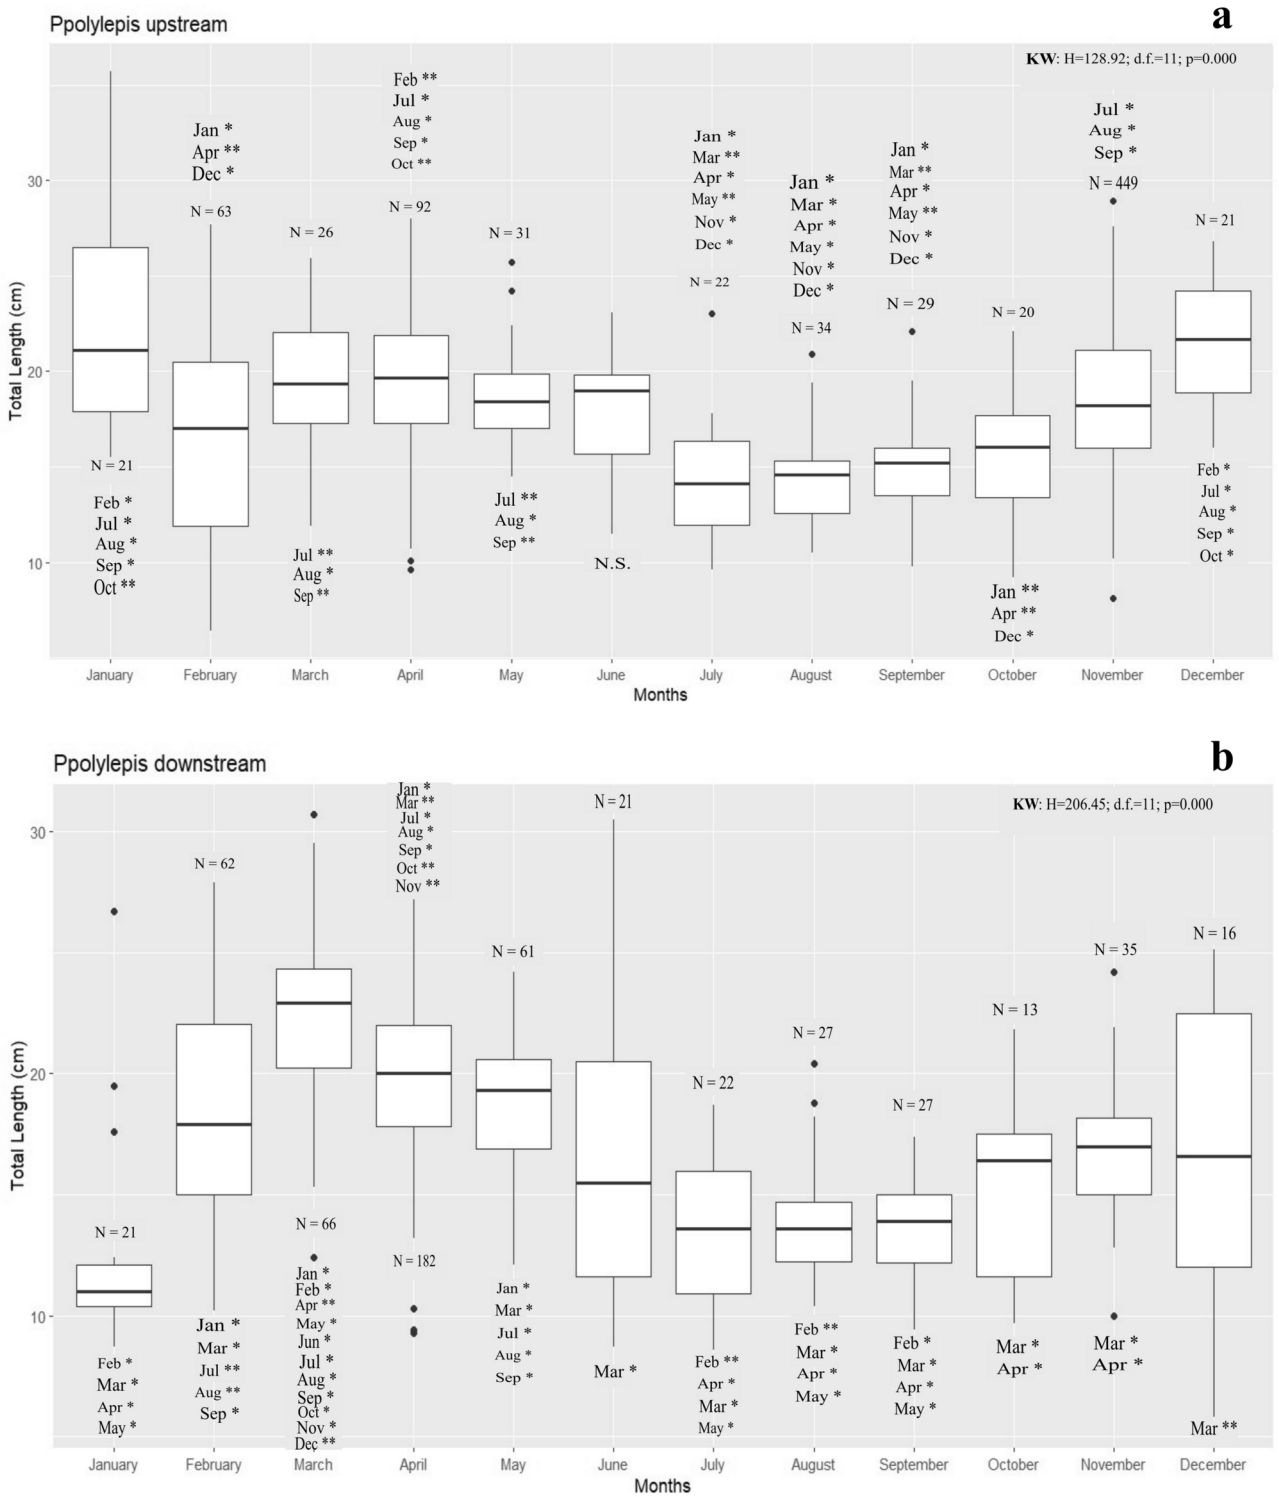 Ppolylepis upstream
a
KW: H=128.92; d.f.=11; p=0.000
Total Length (cm)
30
20
10
N = 21
Feb *
Jul *
Aug *
Sep *
Oct **
Jan *
Apr **
Dec *
N = 63
N = 26
Jul **
Aug *
Sep **
Feb **
Jul *
Aug *
Sep *
Oct **
N = 92
N = 31
Jul **
Aug *
Sep **
N.S.
Jan *
Mar **
Apr *
May **
Nov *
Dec *
N = 22
Jan *
Mar *
Apr *
May *
Nov *
Dec *
N = 34
Jan *
Mar **
Apr *
May **
Nov *
Dec *
N = 29
N = 20
Jan **
Apr **
Dec *
Jul *
Aug *
Sep *
N = 449
N = 21
Feb *
Jul *
Aug *
Sep *
Oct *
January February March April May June July August September October November December
Months
Ppolylepis downstream
b
KW: H=206.45; d.f.=11; p=0.000
Total Length (cm)
30
20
10
N = 21
Feb *
Mar *
Apr *
May *
N = 62
Jan *
Mar *
Jul **
Aug **
Sep *
N = 66
Jan *
Feb *
Apr **
May *
Jun *
Jul *
Aug *
Sep *
Oct *
Nov *
Dec **
Jan *
Mar **
Jul *
Aug *
Sep *
Oct **
Nov **
N = 182
N = 61
Jan *
Mar *
Jul *
Aug *
Sep *
N = 21
Mar *
N = 22
Feb **
Apr *
Mar *
May *
N = 27
Feb **
Mar *
Apr *
May *
N = 27
Feb *
Mar *
Apr *
May *
N = 13
Mar *
Apr *
N = 35
Mar *
Apr *
N = 16
Mar **
January February March April May June July August September October November December
Months